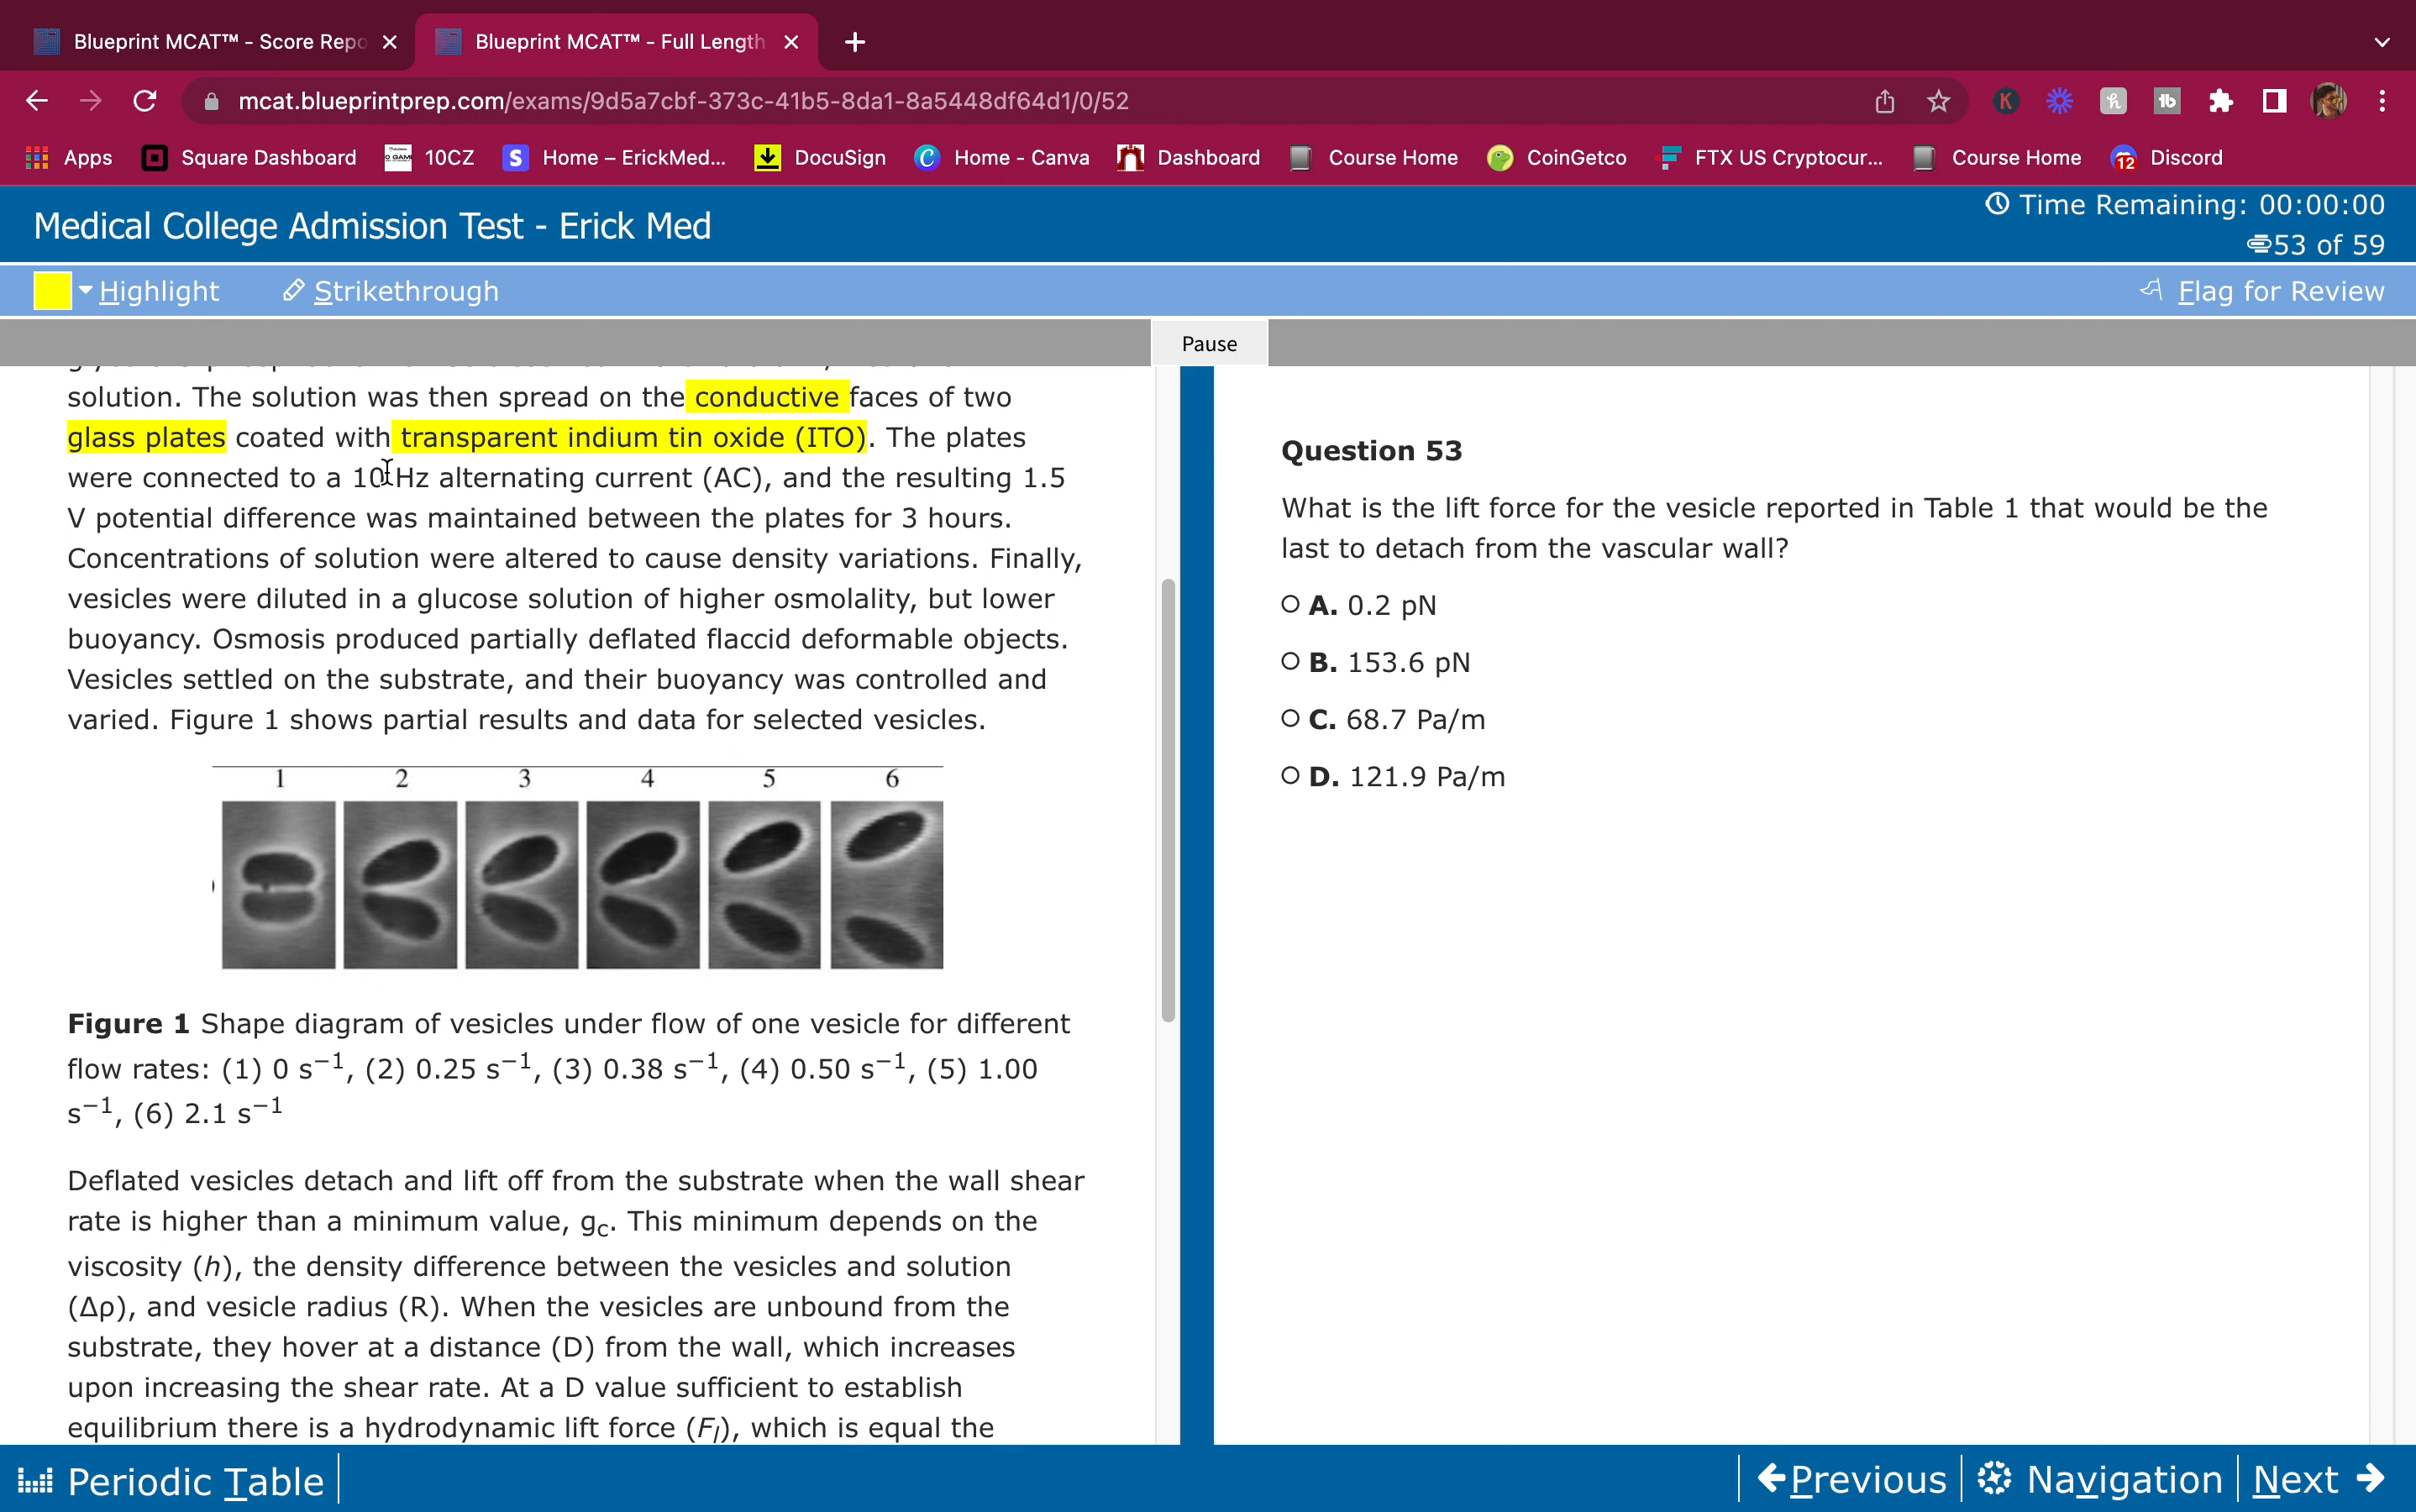 Blueprint MCAT™ - Score Repo
Blueprint MCAT™ - Full Length
mcat.blueprintprep.com/exams/9d5a7cbf-373c-41b5-8da1-8a5448df64d1/0/52
Apps
Square Dashboard
10CZ
Home – ErickMed...
DocuSign
Home - Canva
Dashboard
Course Home
CoinGetco
FTX US Cryptocur...
Course Home
12
Discord
Medical College Admission Test - Erick Med
Time Remaining: 00:00:00
53 of 59
Highlight
Strikethrough
Flag for Review
Pause
solution. The solution was then spread on the conductive faces of two
glass plates coated with transparent indium tin oxide (ITO). The plates
were connected to a 10 Hz alternating current (AC), and the resulting 1.5
V potential difference was maintained between the plates for 3 hours.
Concentrations of solution were altered to cause density variations. Finally,
vesicles were diluted in a glucose solution of higher osmolality, but lower
buoyancy. Osmosis produced partially deflated flaccid deformable objects.
Vesicles settled on the substrate, and their buoyancy was controlled and
varied. Figure 1 shows partial results and data for selected vesicles.
1 2 3 4 5 6
Figure 1 Shape diagram of vesicles under flow of one vesicle for different
flow rates: (1) 0 s⁻¹, (2) 0.25 s⁻¹, (3) 0.38 s⁻¹, (4) 0.50 s⁻¹, (5) 1.00
s⁻¹, (6) 2.1 s⁻¹
Deflated vesicles detach and lift off from the substrate when the wall shear
rate is higher than a minimum value, gc. This minimum depends on the
viscosity (h), the density difference between the vesicles and solution
(Δρ), and vesicle radius (R). When the vesicles are unbound from the
substrate, they hover at a distance (D) from the wall, which increases
upon increasing the shear rate. At a D value sufficient to establish
equilibrium there is a hydrodynamic lift force (Fl), which is equal the
Question 53
What is the lift force for the vesicle reported in Table 1 that would be the
last to detach from the vascular wall?
A. 0.2 pN
B. 153.6 pN
C. 68.7 Pa/m
D. 121.9 Pa/m
Periodic Table
Previous
Navigation
Next